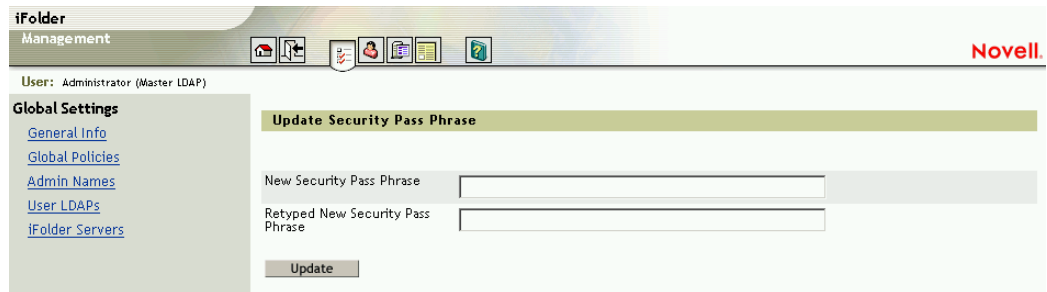 iFolder
Management
Novell.
User: Administrator (Master LDAP)
Global Settings
General Info
Global Policies
Admin Names
User LDAPs
iFolder Servers
Update Security Pass Phrase
New Security Pass Phrase
Retyped New Security Pass
Phrase
Update